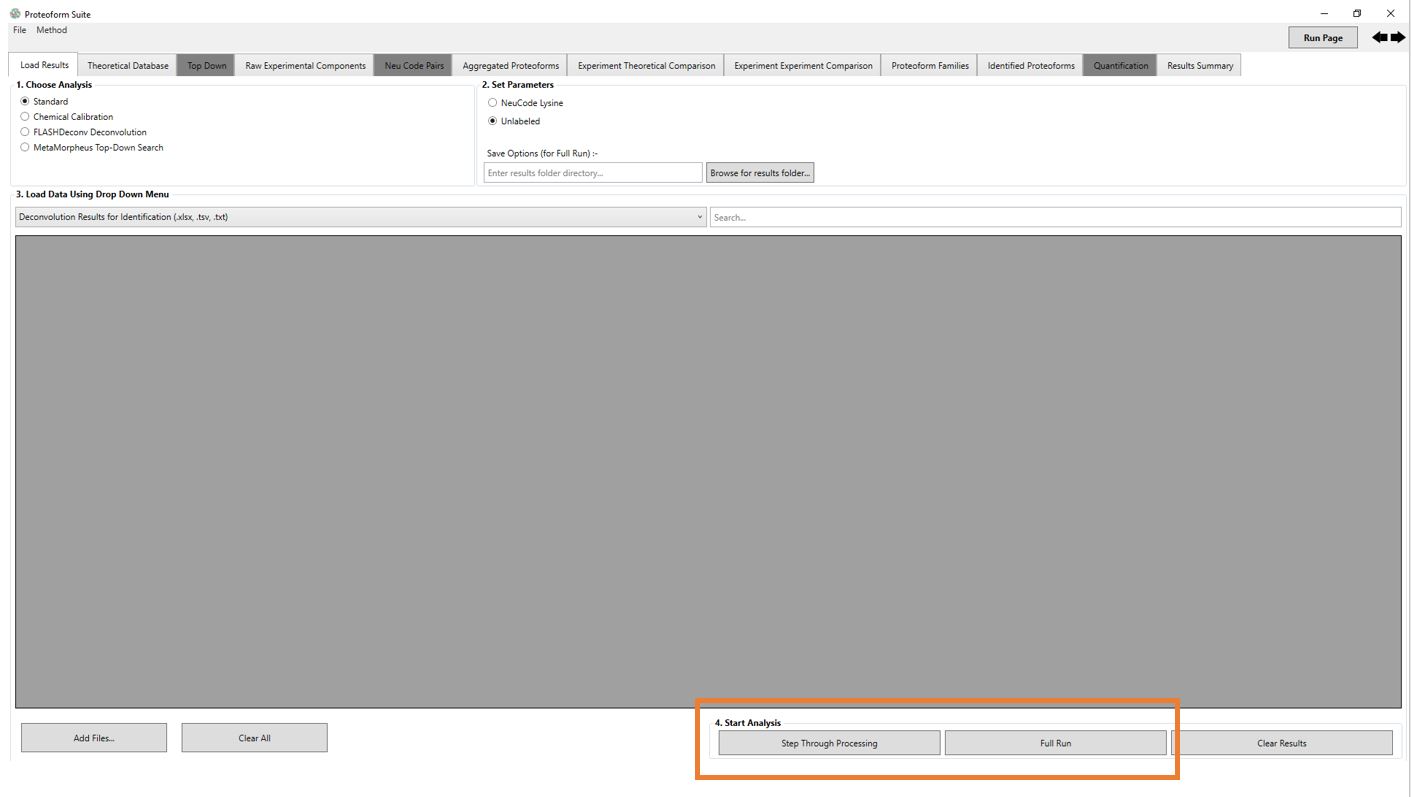 Proteoform Suite
File Method
Run Page
Load Results Theoretical Database Top Down Raw Experimental Components Neu Code Pairs Aggregated Proteoforms Experiment Theoretical Comparison Experiment Experiment Comparison Proteoform Families Identified Proteoforms Quantification Results Summary
1. Choose Analysis
Standard
Chemical Calibration
FLASHDeconv Deconvolution
MetaMorpheus Top-Down Search
2. Set Parameters
NeuCode Lysine
Unlabeled
Save Options (for Full Run) :-
Enter results folder directory... Browse for results folder...
3. Load Data Using Drop Down Menu
Deconvolution Results for Identification (.xlsx, .tsv, .txt) Search...
Add Files... Clear All
4. Start Analysis
Step Through Processing Full Run Clear Results